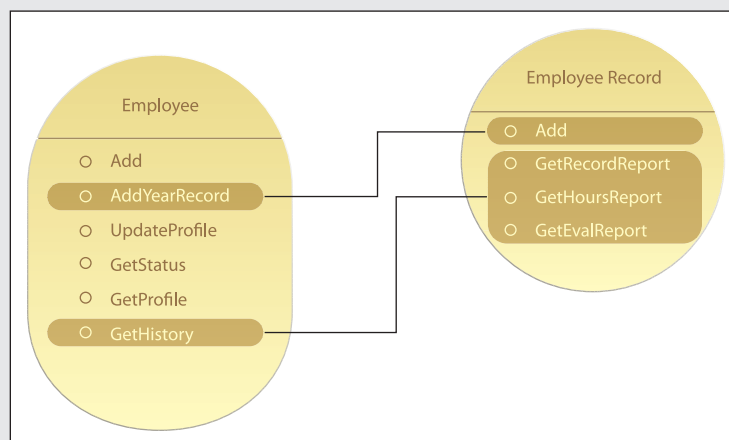 Employee
Add
AddYearRecord
UpdateProfile
GetStatus
GetProfile
GetHistory
Employee Record
Add
GetRecordReport
GetHoursReport
GetEvalReport